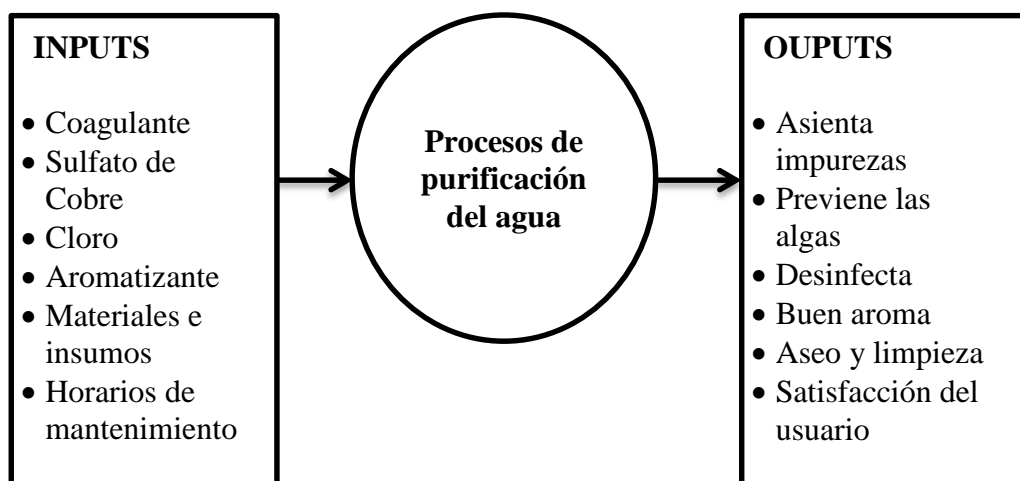 INPUTS
• Coagulante
• Sulfato de
Cobre
• Cloro
• Aromatizante
• Materiales e
insumos
• Horarios de
mantenimiento
Procesos de
purificación
del agua
OUPUTS
• Asienta
impurezas
• Previene las
algas
• Desinfecta
• Buen aroma
• Aseo y limpieza
• Satisfacción del
usuario